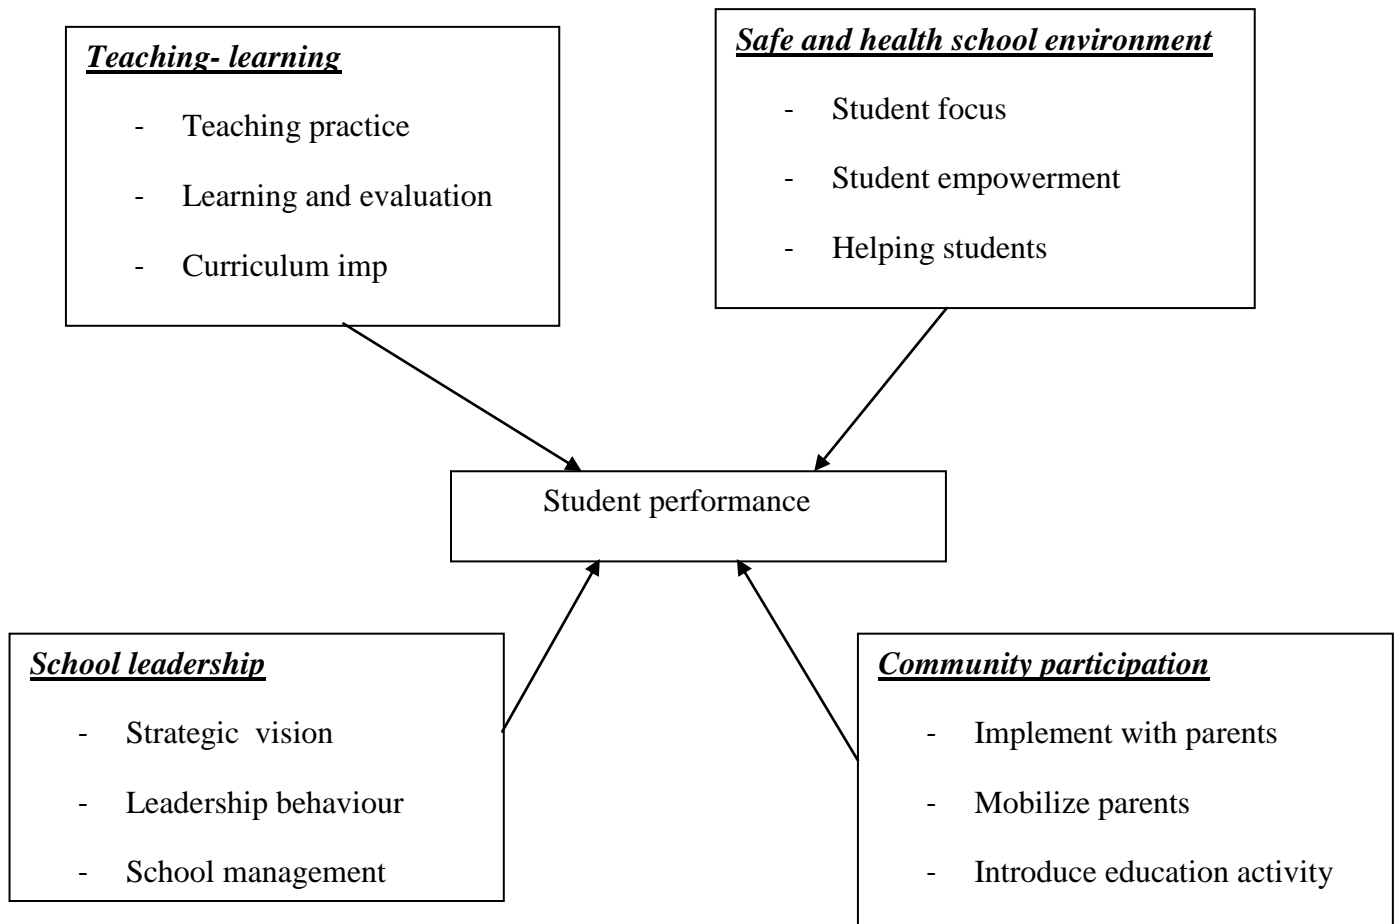 Teaching- learning
- Teaching practice
- Learning and evaluation
- Curriculum imp
Safe and health school environment
- Student focus
- Student empowerment
- Helping students
Student performance
School leadership
- Strategic vision
- Leadership behaviour
- School management
Community participation
- Implement with parents
- Mobilize parents
- Introduce education activity